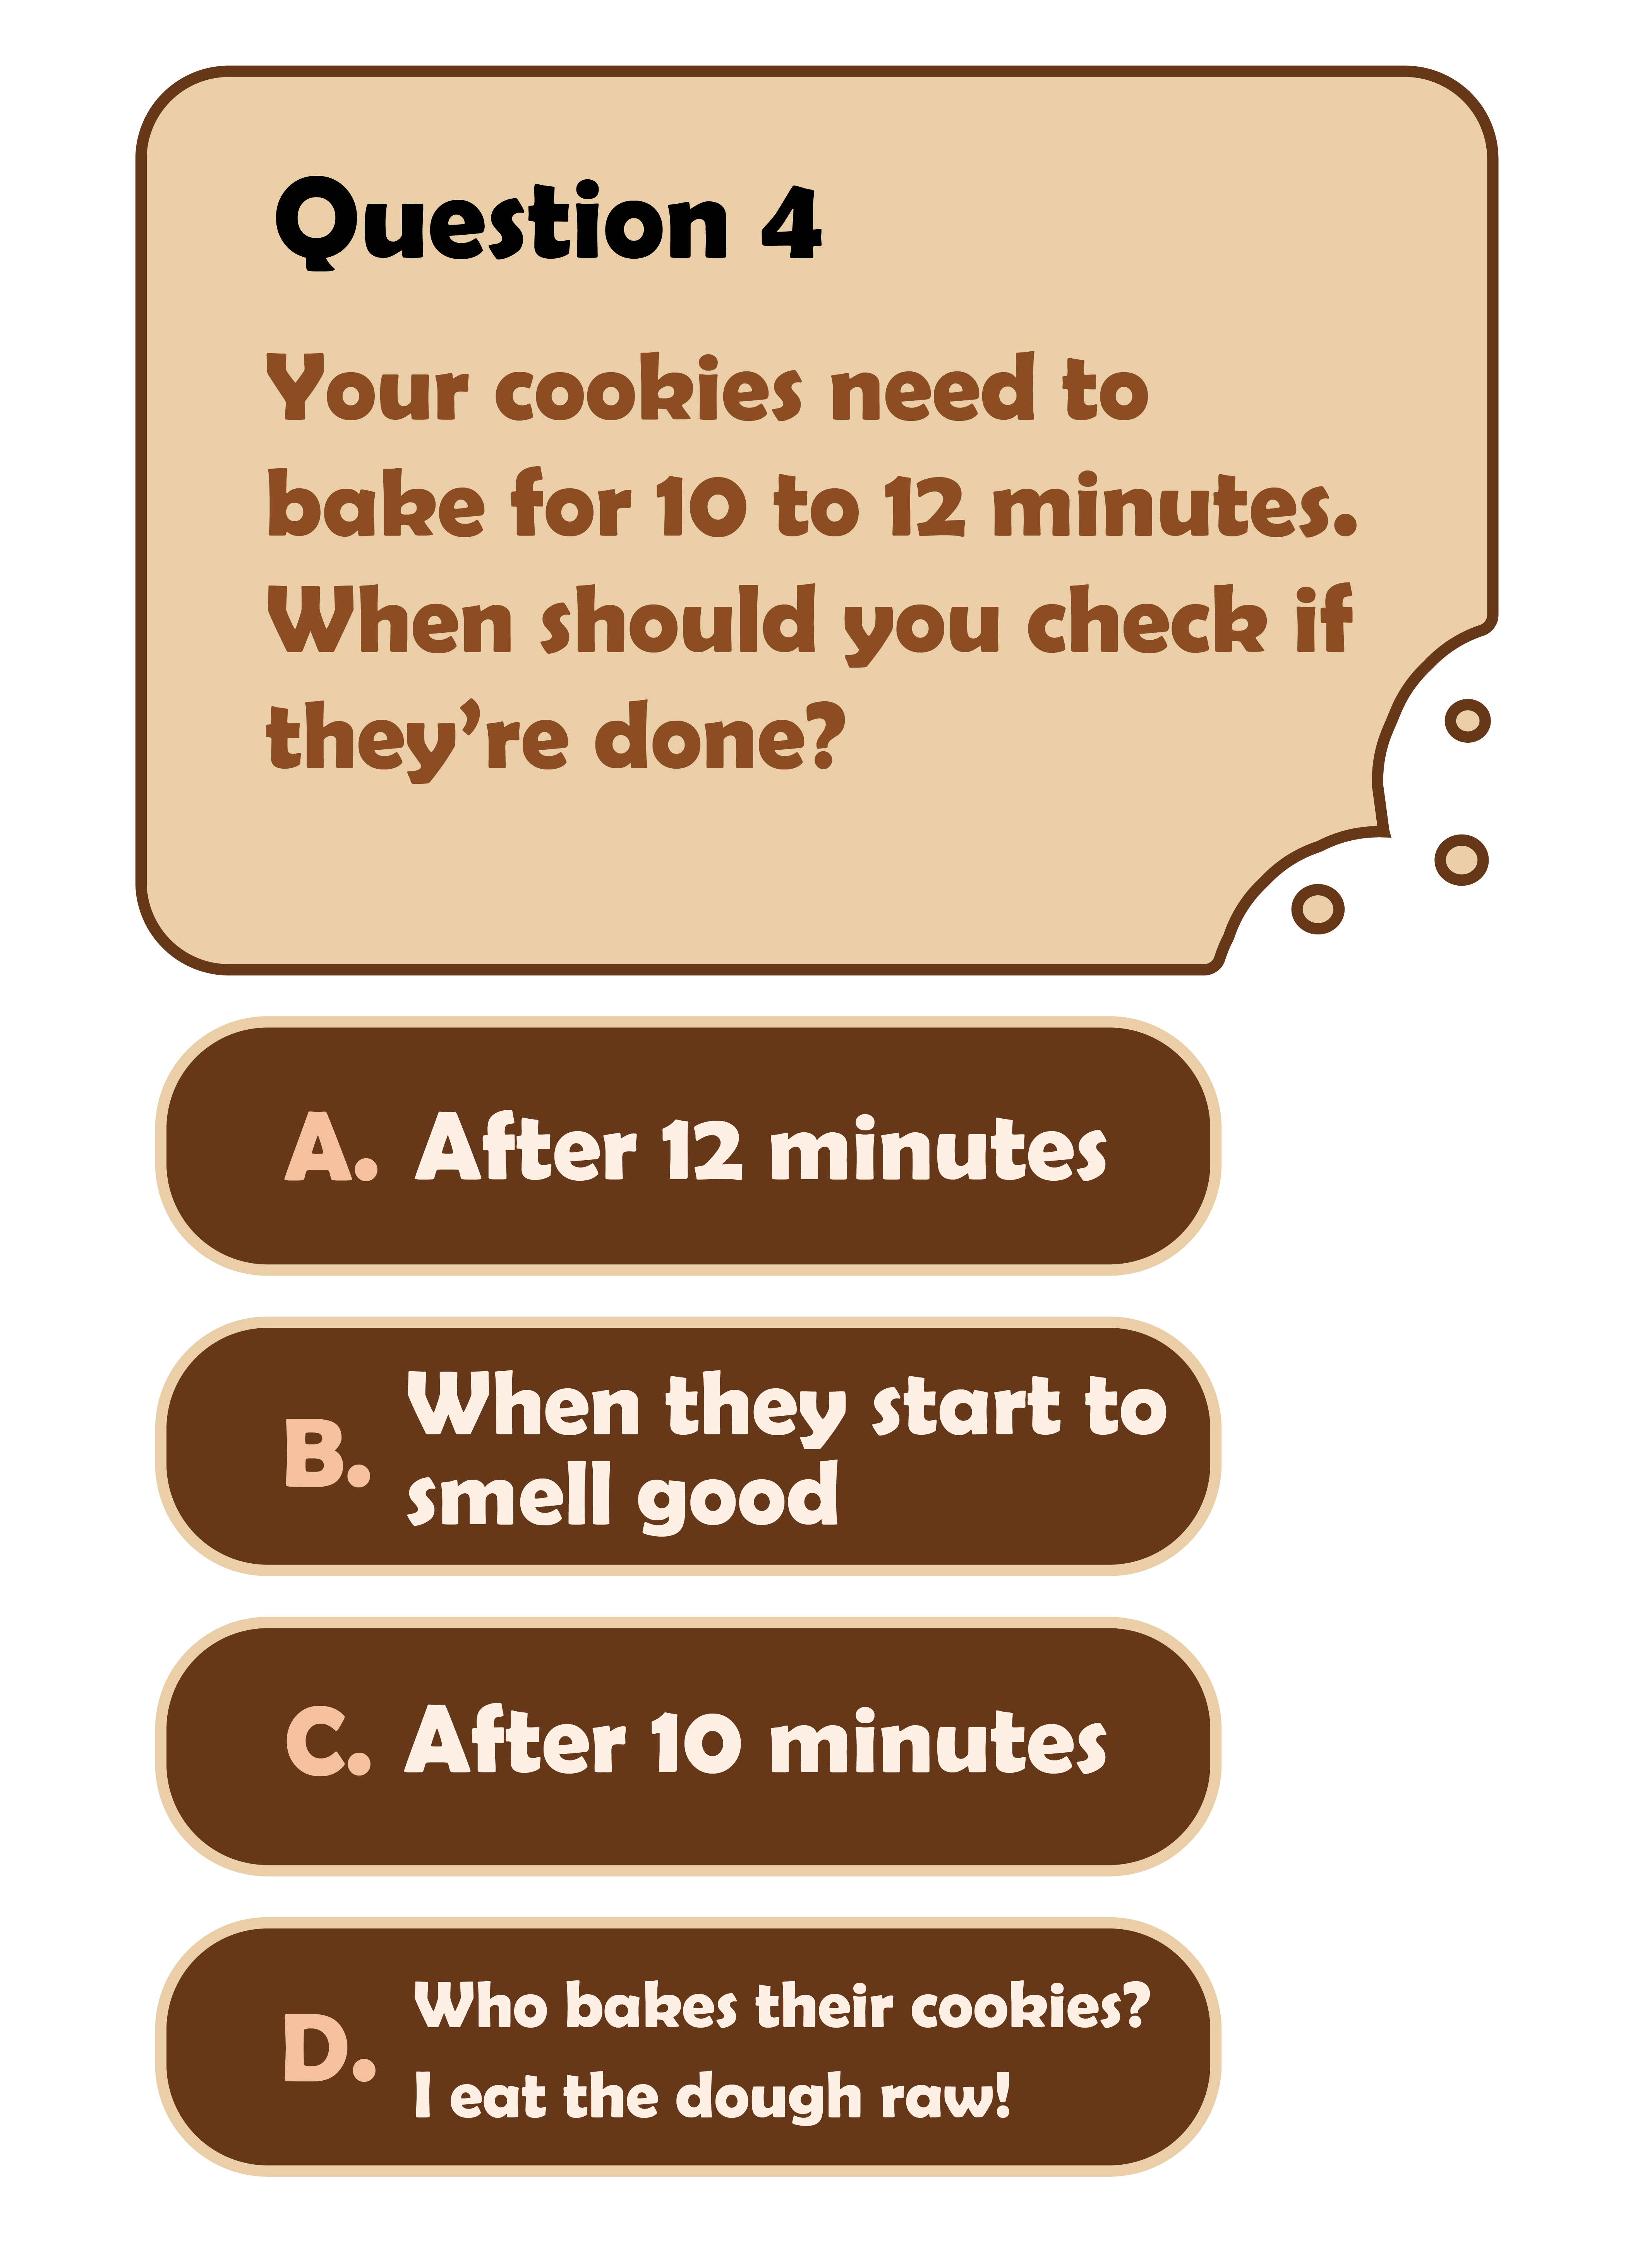 Question 4
Your cookies need to
bake for 10 to 12 minutes.
When should you check if
they’re done?
A. After 12 minutes
B. When they start to
smell good
C. After 10 minutes
D. Who bakes their cookies?
I eat the dough raw!